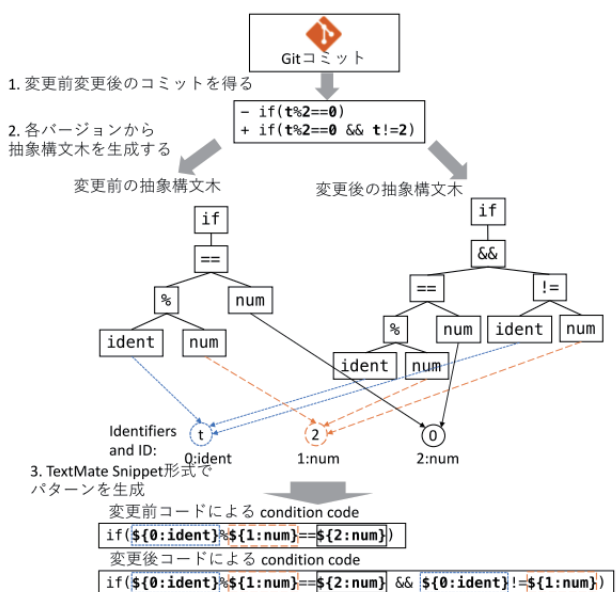 Gitコミット
1. 変更前変更後のコミットを得る
- if(t%2==0)
+ if(t%2==0 && t!=2)
2. 各バージョンから
抽象構文木を生成する
変更前の抽象構文木
変更後の抽象構文木
if
==
%
num
ident
num
if
&&
==
!=
%
num
ident
num
ident
num
Identifiers
and ID:
t
2
0
0:ident
1:num
2:num
3. TextMate Snippet形式で
パターンを生成
変更前コードによる condition code
if(${0:ident}%${1:num}==${2:num})
変更後コードによる condition code
if(${0:ident}%${1:num}==${2:num} && ${0:ident}!=${1:num})